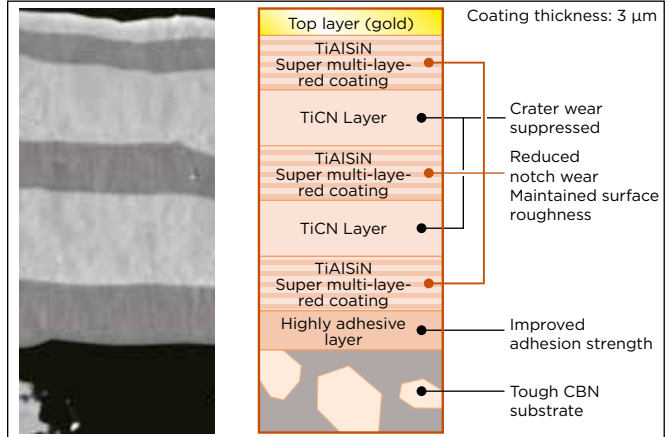 Top layer (gold)
Coating thickness: 3 μm
TiAlSiN
Super multi-laye-
red coating
TiCN Layer
Crater wear
suppressed
TiAlSiN
Super multi-laye-
red coating
Reduced
notch wear
Maintained surface
roughness
TiCN Layer
TiAlSiN
Super multi-laye-
red coating
Highly adhesive
layer
Improved
adhesion strength
Tough CBN
substrate